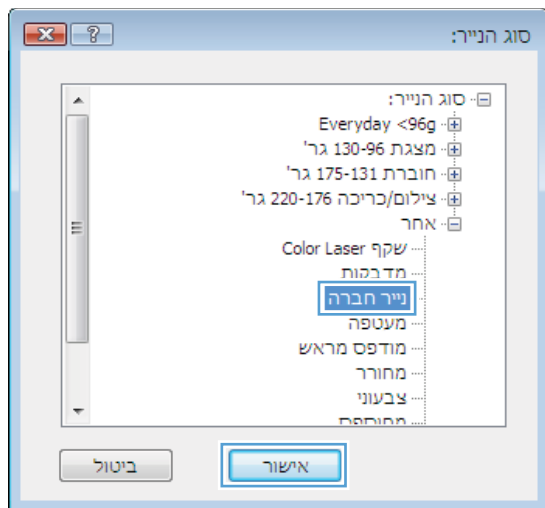 סוג הנייר:
סוג הנייר:
Everyday <96g
מצגת 130-96 גר'
חוברת 175-131 גר'
צילום/כריכה 220-176 גר'
אחר
שקף Color Laser
מדבקות
נייר חברה
מעטפה
מודפס מראש
מחורר
צבעוני
מחוספס
אישור
ביטול